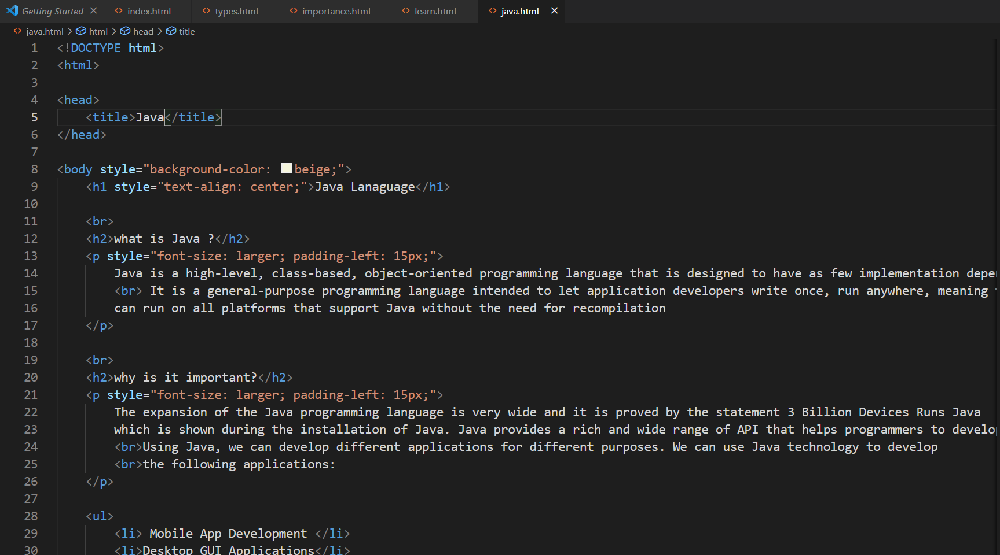 Getting Started index.html types.html importance.html learn.html java.html
java.html > html > head > title
1 <!DOCTYPE html>
2 <html>
3
4 <head>
5 <title>Java</title>
6 </head>
7
8 <body style="background-color: beige;">
9 <h1 style="text-align: center;">Java Lanaguage</h1>
10
11 <br>
12 <h2>what is Java ?</h2>
13 <p style="font-size: larger; padding-left: 15px;">
14 Java is a high-level, class-based, object-oriented programming language that is designed to have as few implementation
15 <br> It is a general-purpose programming language intended to let application developers write once, run anywhere, meaning
16 can run on all platforms that support Java without the need for recompilation
17 </p>
18
19 <br>
20 <h2>why is it important?</h2>
21 <p style="font-size: larger; padding-left: 15px;">
22 The expansion of the Java programming language is very wide and it is proved by the statement 3 Billion Devices Runs Java
23 which is shown during the installation of Java. Java provides a rich and wide range of API that helps programmers to
24 <br>Using Java, we can develop different applications for different purposes. We can use Java technology to develop
25 <br>the following applications:
26 </p>
27
28 <ul>
29 <li> Mobile App Development </li>
30 <li>Desktop GUI Applications</li>